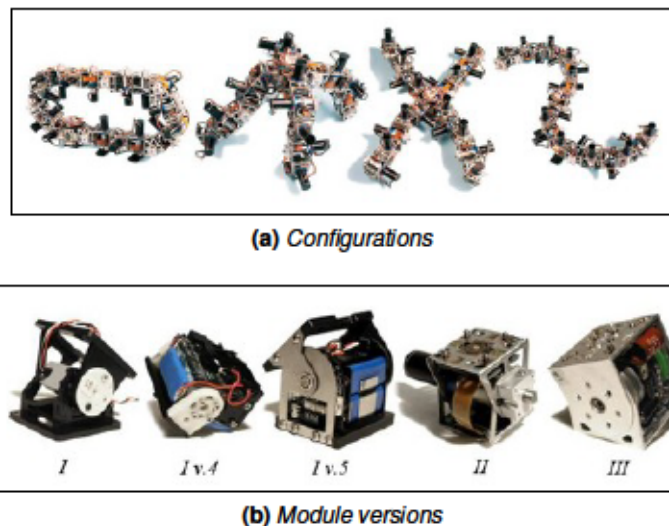 (a) Configurations
I
I v.4
I v.5
II
III
(b) Module versions